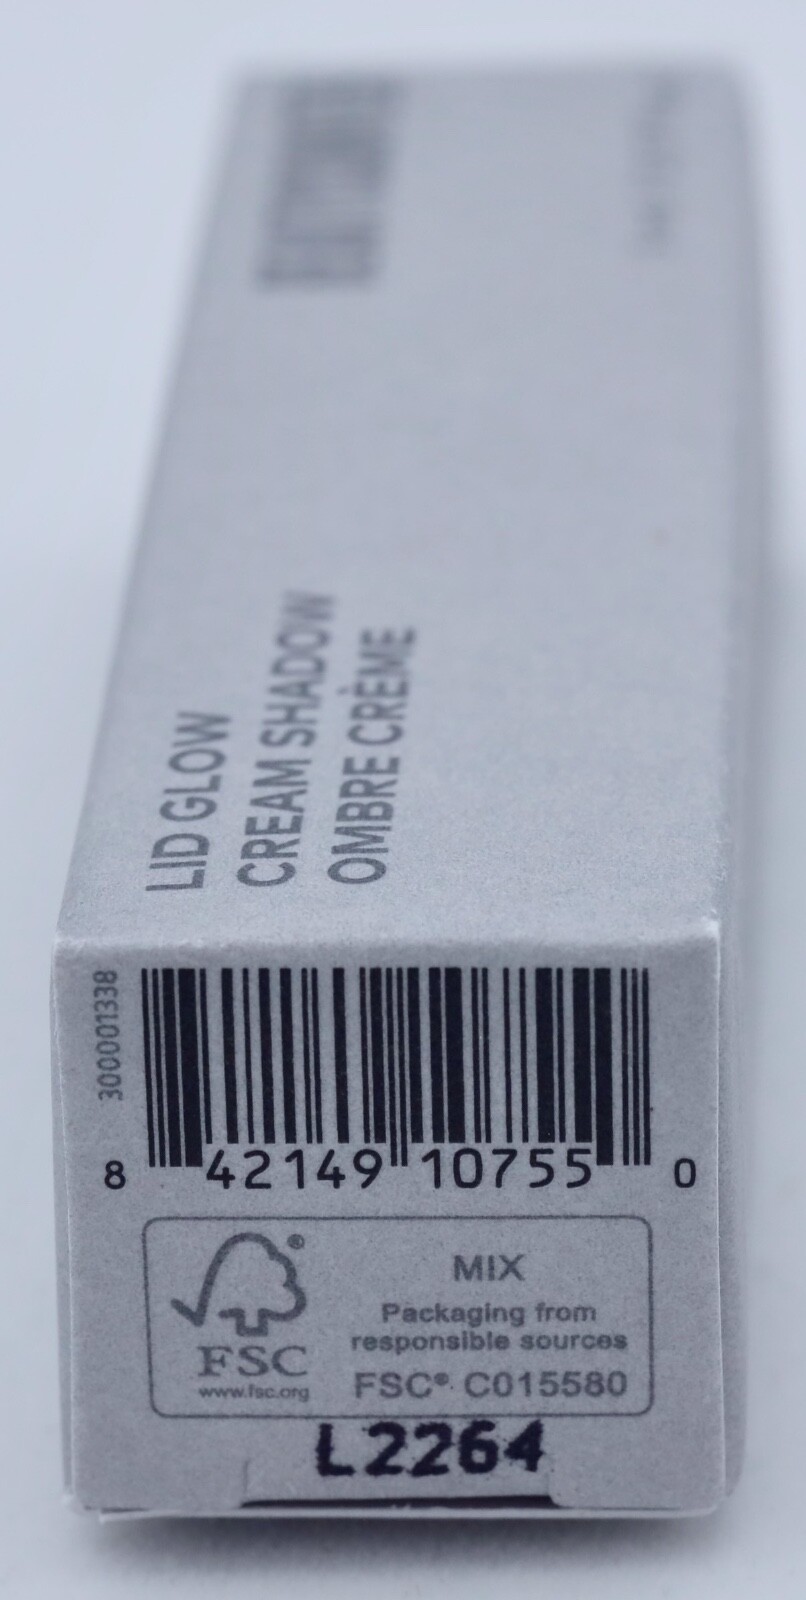 LID GLOW
CREAM SHADOW
OMBRE CRÈME
300001338
8 42149 10755 0
MIX
Packaging from
responsible sources
FSC® C015580
FSC®
www.fsc.org
L2264